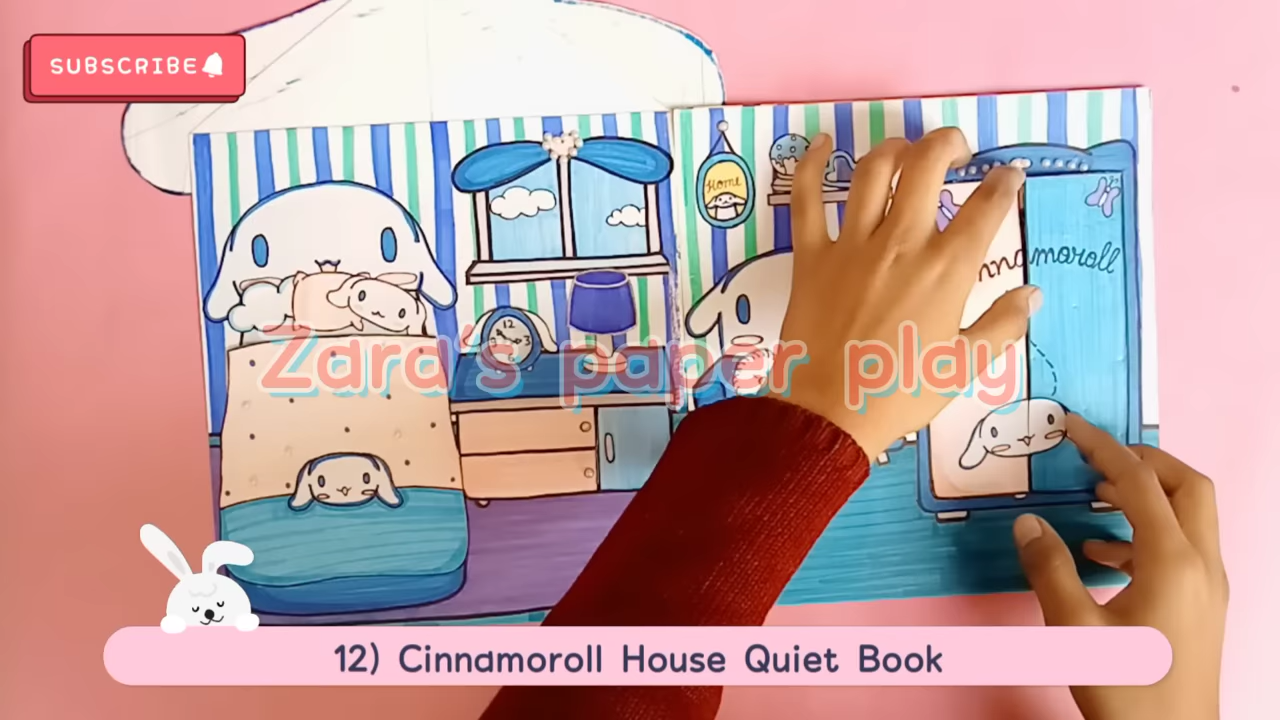 SUBSCRIBE
Home
Cinnamoroll
12
3
Zara's paper play
12) Cinnamoroll House Quiet Book